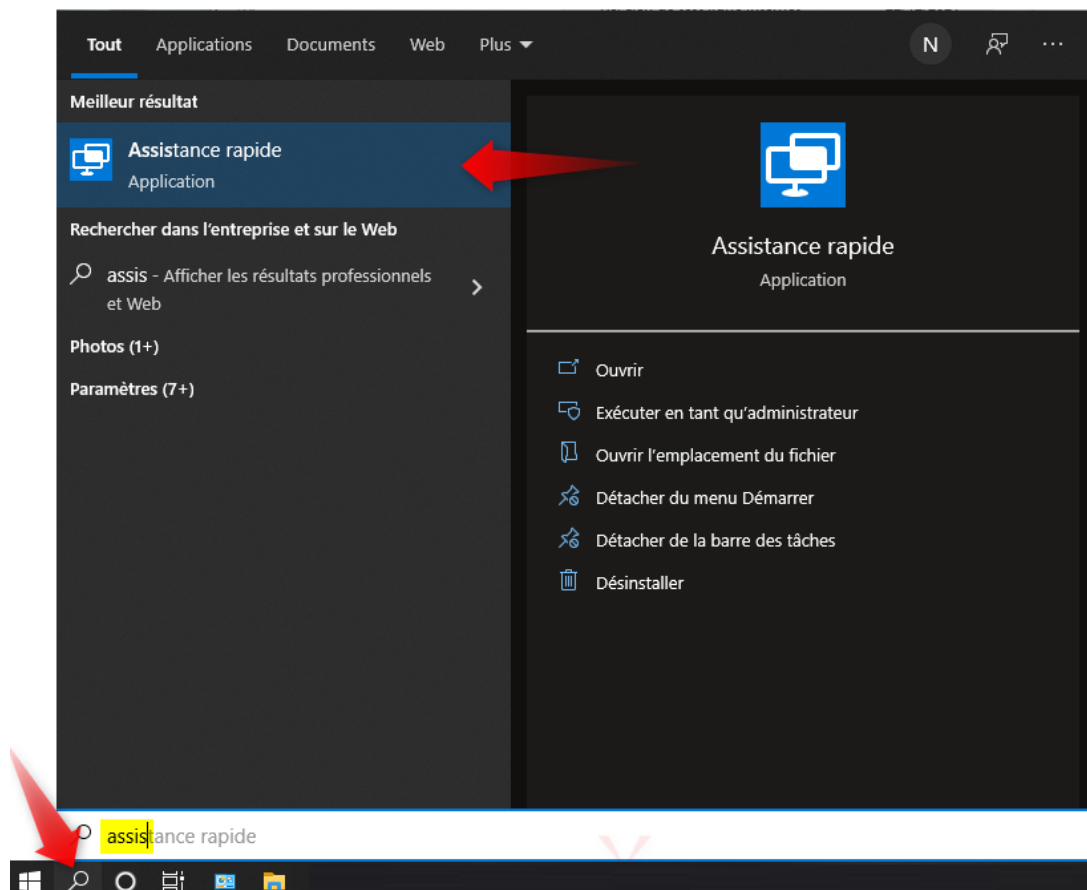 Tout Applications Documents Web Plus N
Meilleur résultat
Assistance rapide
Application
Rechercher dans l'entreprise et sur le Web
assis - Afficher les résultats professionnels
et Web
Photos (1+)
Paramètres (7+)
Assistance rapide
Application
Ouvrir
Exécuter en tant qu'administrateur
Ouvrir l'emplacement du fichier
Détacher du menu Démarrer
Détacher de la barre des tâches
Désinstaller
assistance rapide